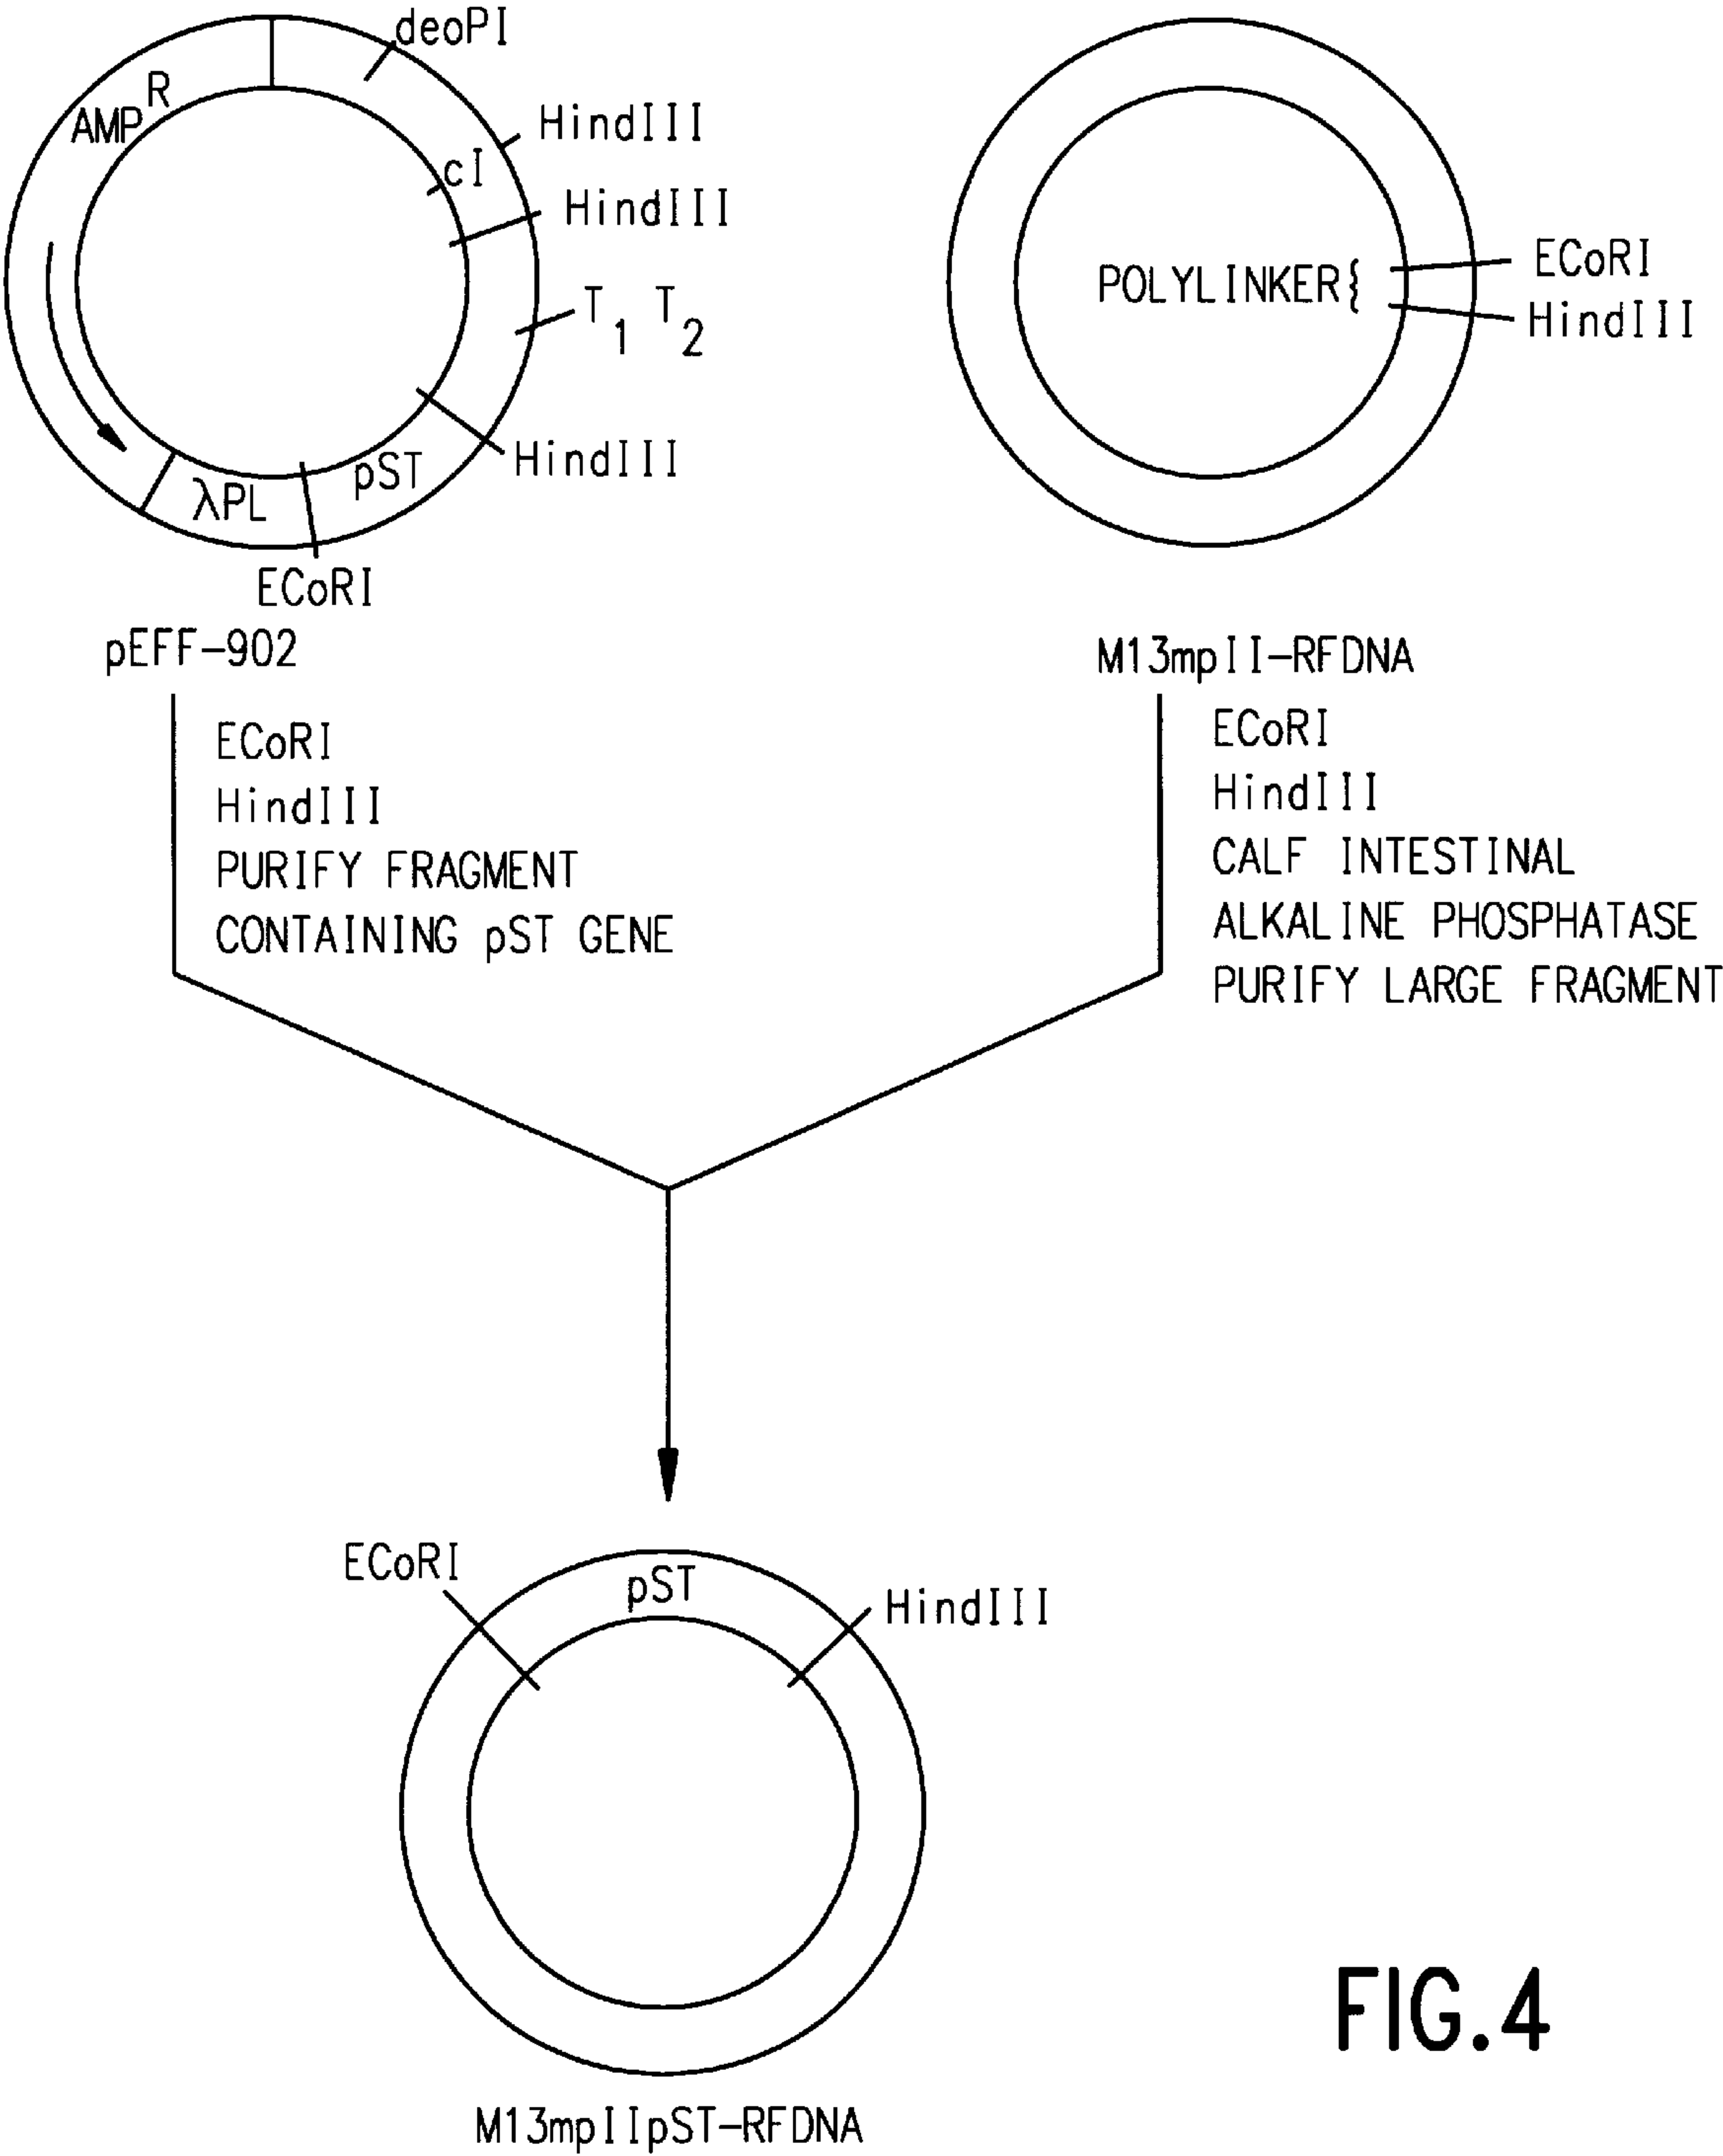 deoPI
AMP R
HindIII
cI
HindIII
T1 T2
HindIII
pST
λPL
ECoRI
pEFF-902
ECoRI
HindIII
PURIFY FRAGMENT
CONTAINING pST GENE
POLYLINKER{
ECoRI
HindIII
M13mpII-RFDNA
ECoRI
HindIII
CALF INTESTINAL
ALKALINE PHOSPHATASE
PURIFY LARGE FRAGMENT
ECoRI
pST
HindIII
M13mpIIpST-RFDNA
FIG.4